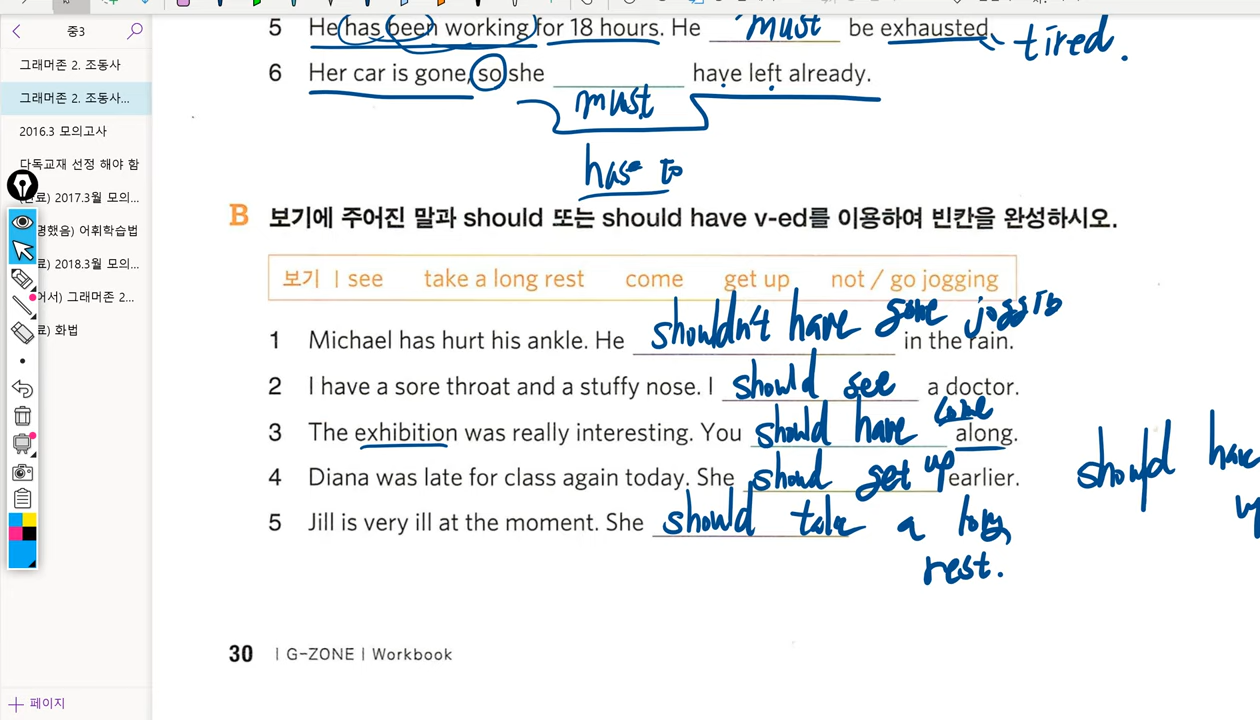 중3
그래머존 2. 조동사
그래머존 2. 조동사...
2016.3 모의고사
다독교재 선정 해야 함
료) 2017.3월 모의...
명했음) 어휘학습법
) 2018.3월 모의...
어서) 그래머존 2...
료) 화법
페이지
5 He has been working for 18 hours. He must be exhausted. tired.
6 Her car is gone, so she must have left already.
has to
B 보기에 주어진 말과 should 또는 should have v-ed를 이용하여 빈칸을 완성하시오.
보기 | see take a long rest come get up not / go jogging
1 Michael has hurt his ankle. He shouldn't have gone jogging in the rain.
2 I have a sore throat and a stuffy nose. I should see a doctor.
3 The exhibition was really interesting. You should have come along.
4 Diana was late for class again today. She shoud get up earlier.
should have
up
5 Jill is very ill at the moment. She should take a long
rest.
30 | G-ZONE | Workbook